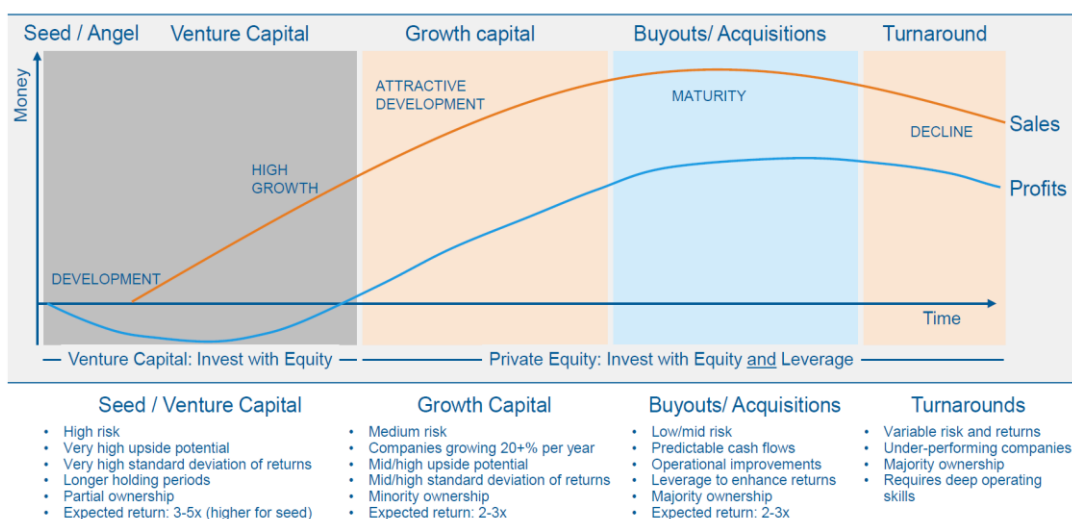 Seed / Angel
Venture Capital
Growth capital
Buyouts/ Acquisitions
Turnaround
Money
ATTRACTIVE
DEVELOPMENT
MATURITY
Sales
DECLINE
HIGH
GROWTH
Profits
DEVELOPMENT
Time
Venture Capital: Invest with Equity
Private Equity: Invest with Equity and Leverage
Seed / Venture Capital
• High risk
• Very high upside potential
• Very high standard deviation of returns
• Longer holding periods
• Partial ownership
• Expected return: 3-5x (higher for seed)
Growth Capital
• Medium risk
• Companies growing 20+% per year
• Mid/high upside potential
• Mid/high standard deviation of returns
• Minority ownership
• Expected return: 2-3x
Buyouts/ Acquisitions
• Low/mid risk
• Predictable cash flows
• Operational improvements
• Leverage to enhance returns
• Majority ownership
• Expected return: 2-3x
Turnarounds
• Variable risk and returns
• Under-performing companies
• Majority ownership
• Requires deep operating
skills